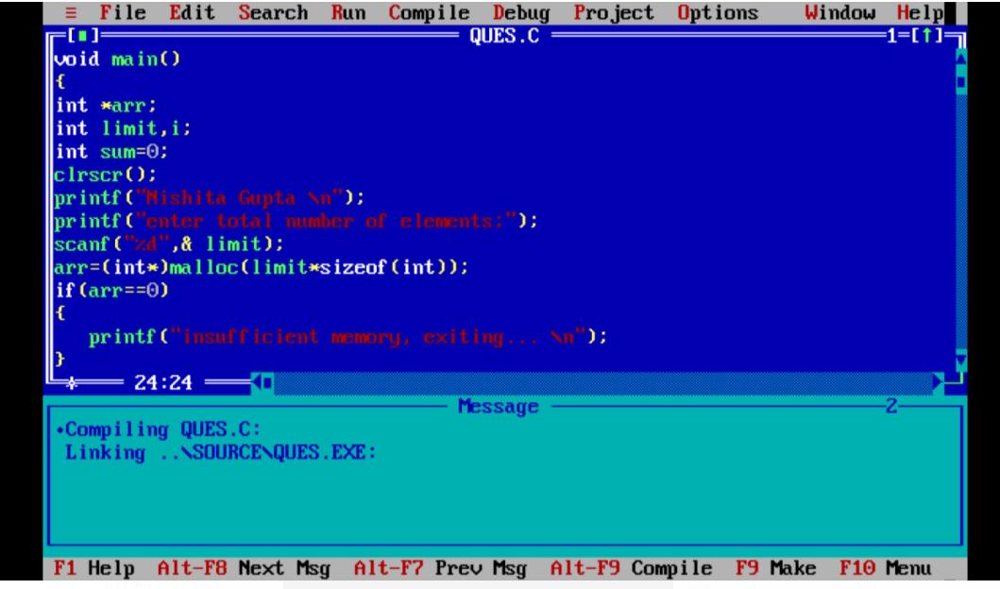 ≡ File Edit Search Run Compile Debug Project Options Window Help
[■] QUES.C 1=[↑]
void main()
{
int *arr;
int limit,i;
int sum=0;
clrscr();
printf("Nishita Gupta \n");
printf("enter total number of elements:");
scanf("%d",& limit);
arr=(int*)malloc(limit*sizeof(int));
if(arr==0)
{
printf("insufficient memory, exiting... \n");
}
24:24
Message 2
•Compiling QUES.C:
Linking ..\SOURCE\QUES.EXE:
F1 Help Alt-F8 Next Msg Alt-F7 Prev Msg Alt-F9 Compile F9 Make F10 Menu